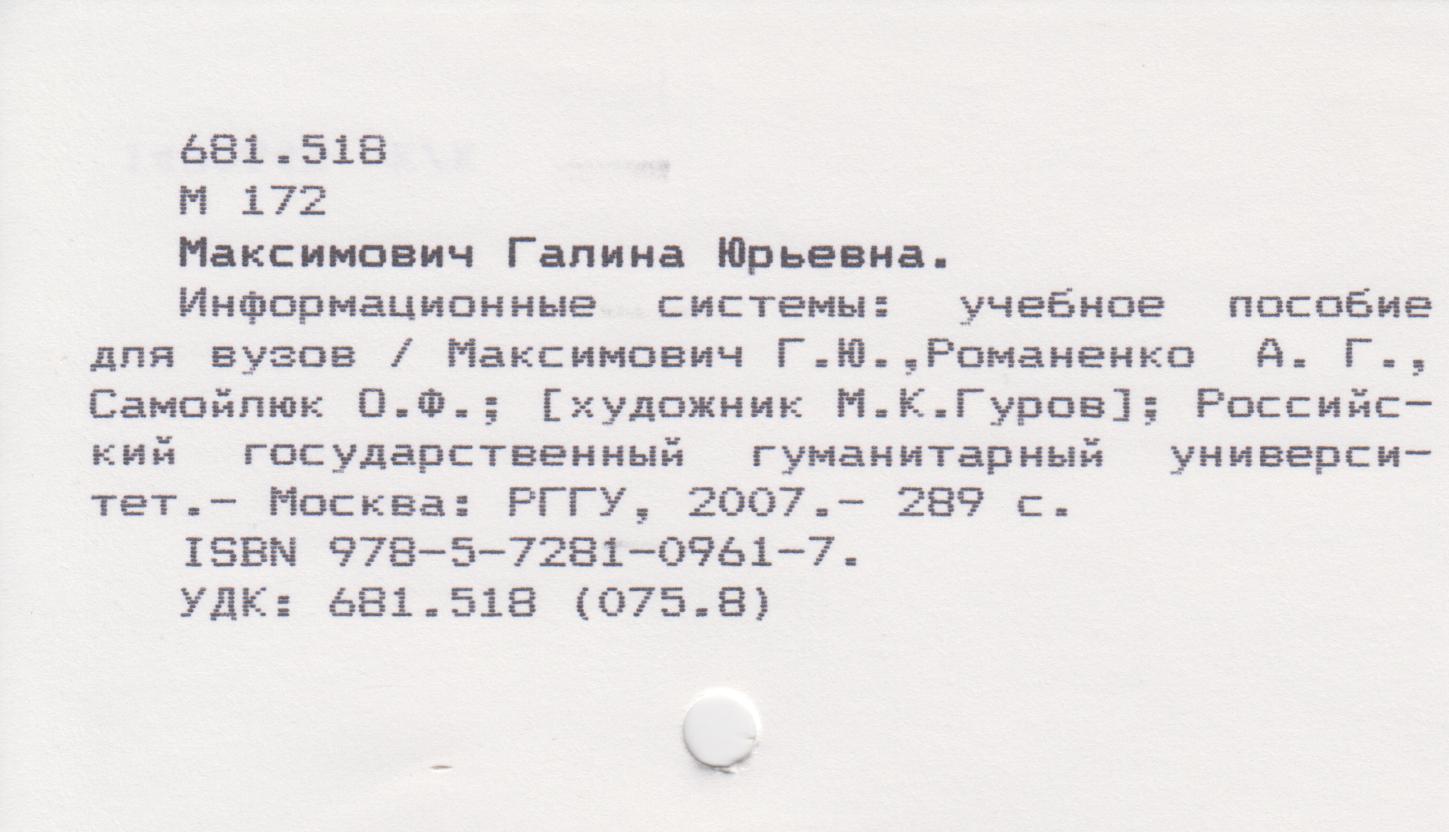 681.518
М 172
Максимович Галина Юрьевна.
Информационные системы: учебное пособие
для вузов / Максимович Г.Ю.,Романенко А. Г.,
Самойлюк О.Ф.; [художник М.К.Гуров]; Российс-
кий государственный гуманитарный универси-
тет.- Москва: РГГУ, 2007.- 289 с.
ISBN 978-5-7281-0961-7.
УДК: 681.518 (075.8)